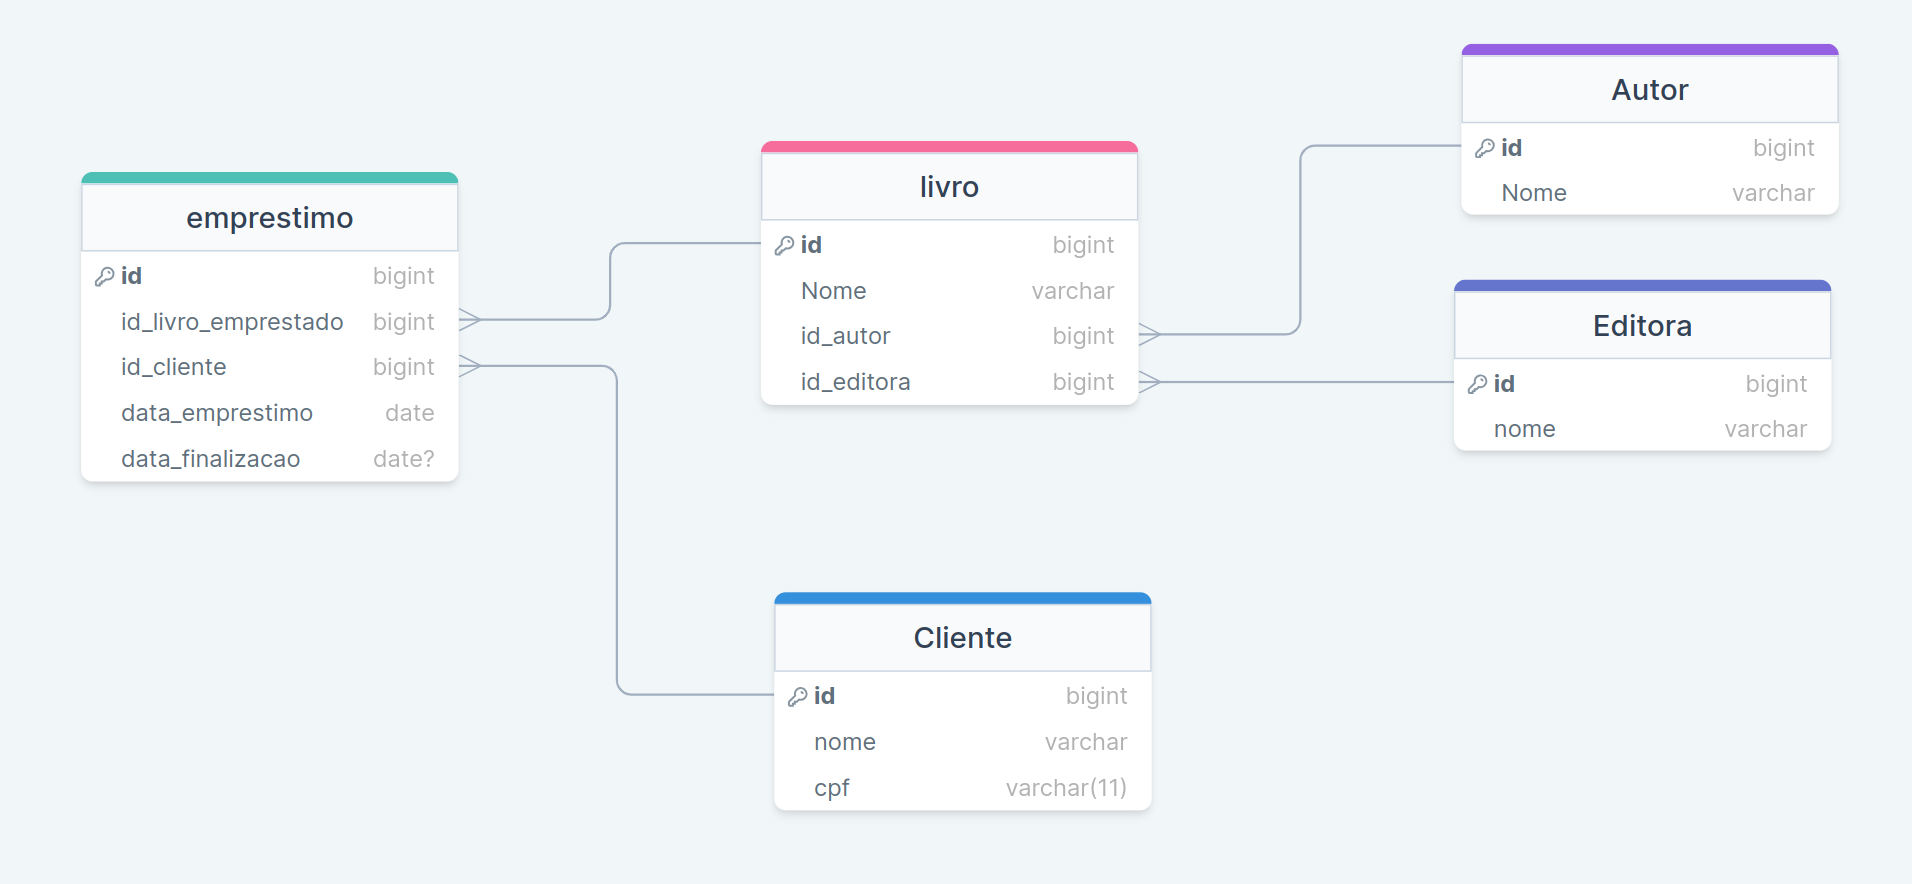 emprestimo
id bigint
id_livro_emprestado bigint
id_cliente bigint
data_emprestimo date
data_finalizacao date?
livro
id bigint
Nome varchar
id_autor bigint
id_editora bigint
Autor
id bigint
Nome varchar
Editora
id bigint
nome varchar
Cliente
id bigint
nome varchar
cpf varchar(11)